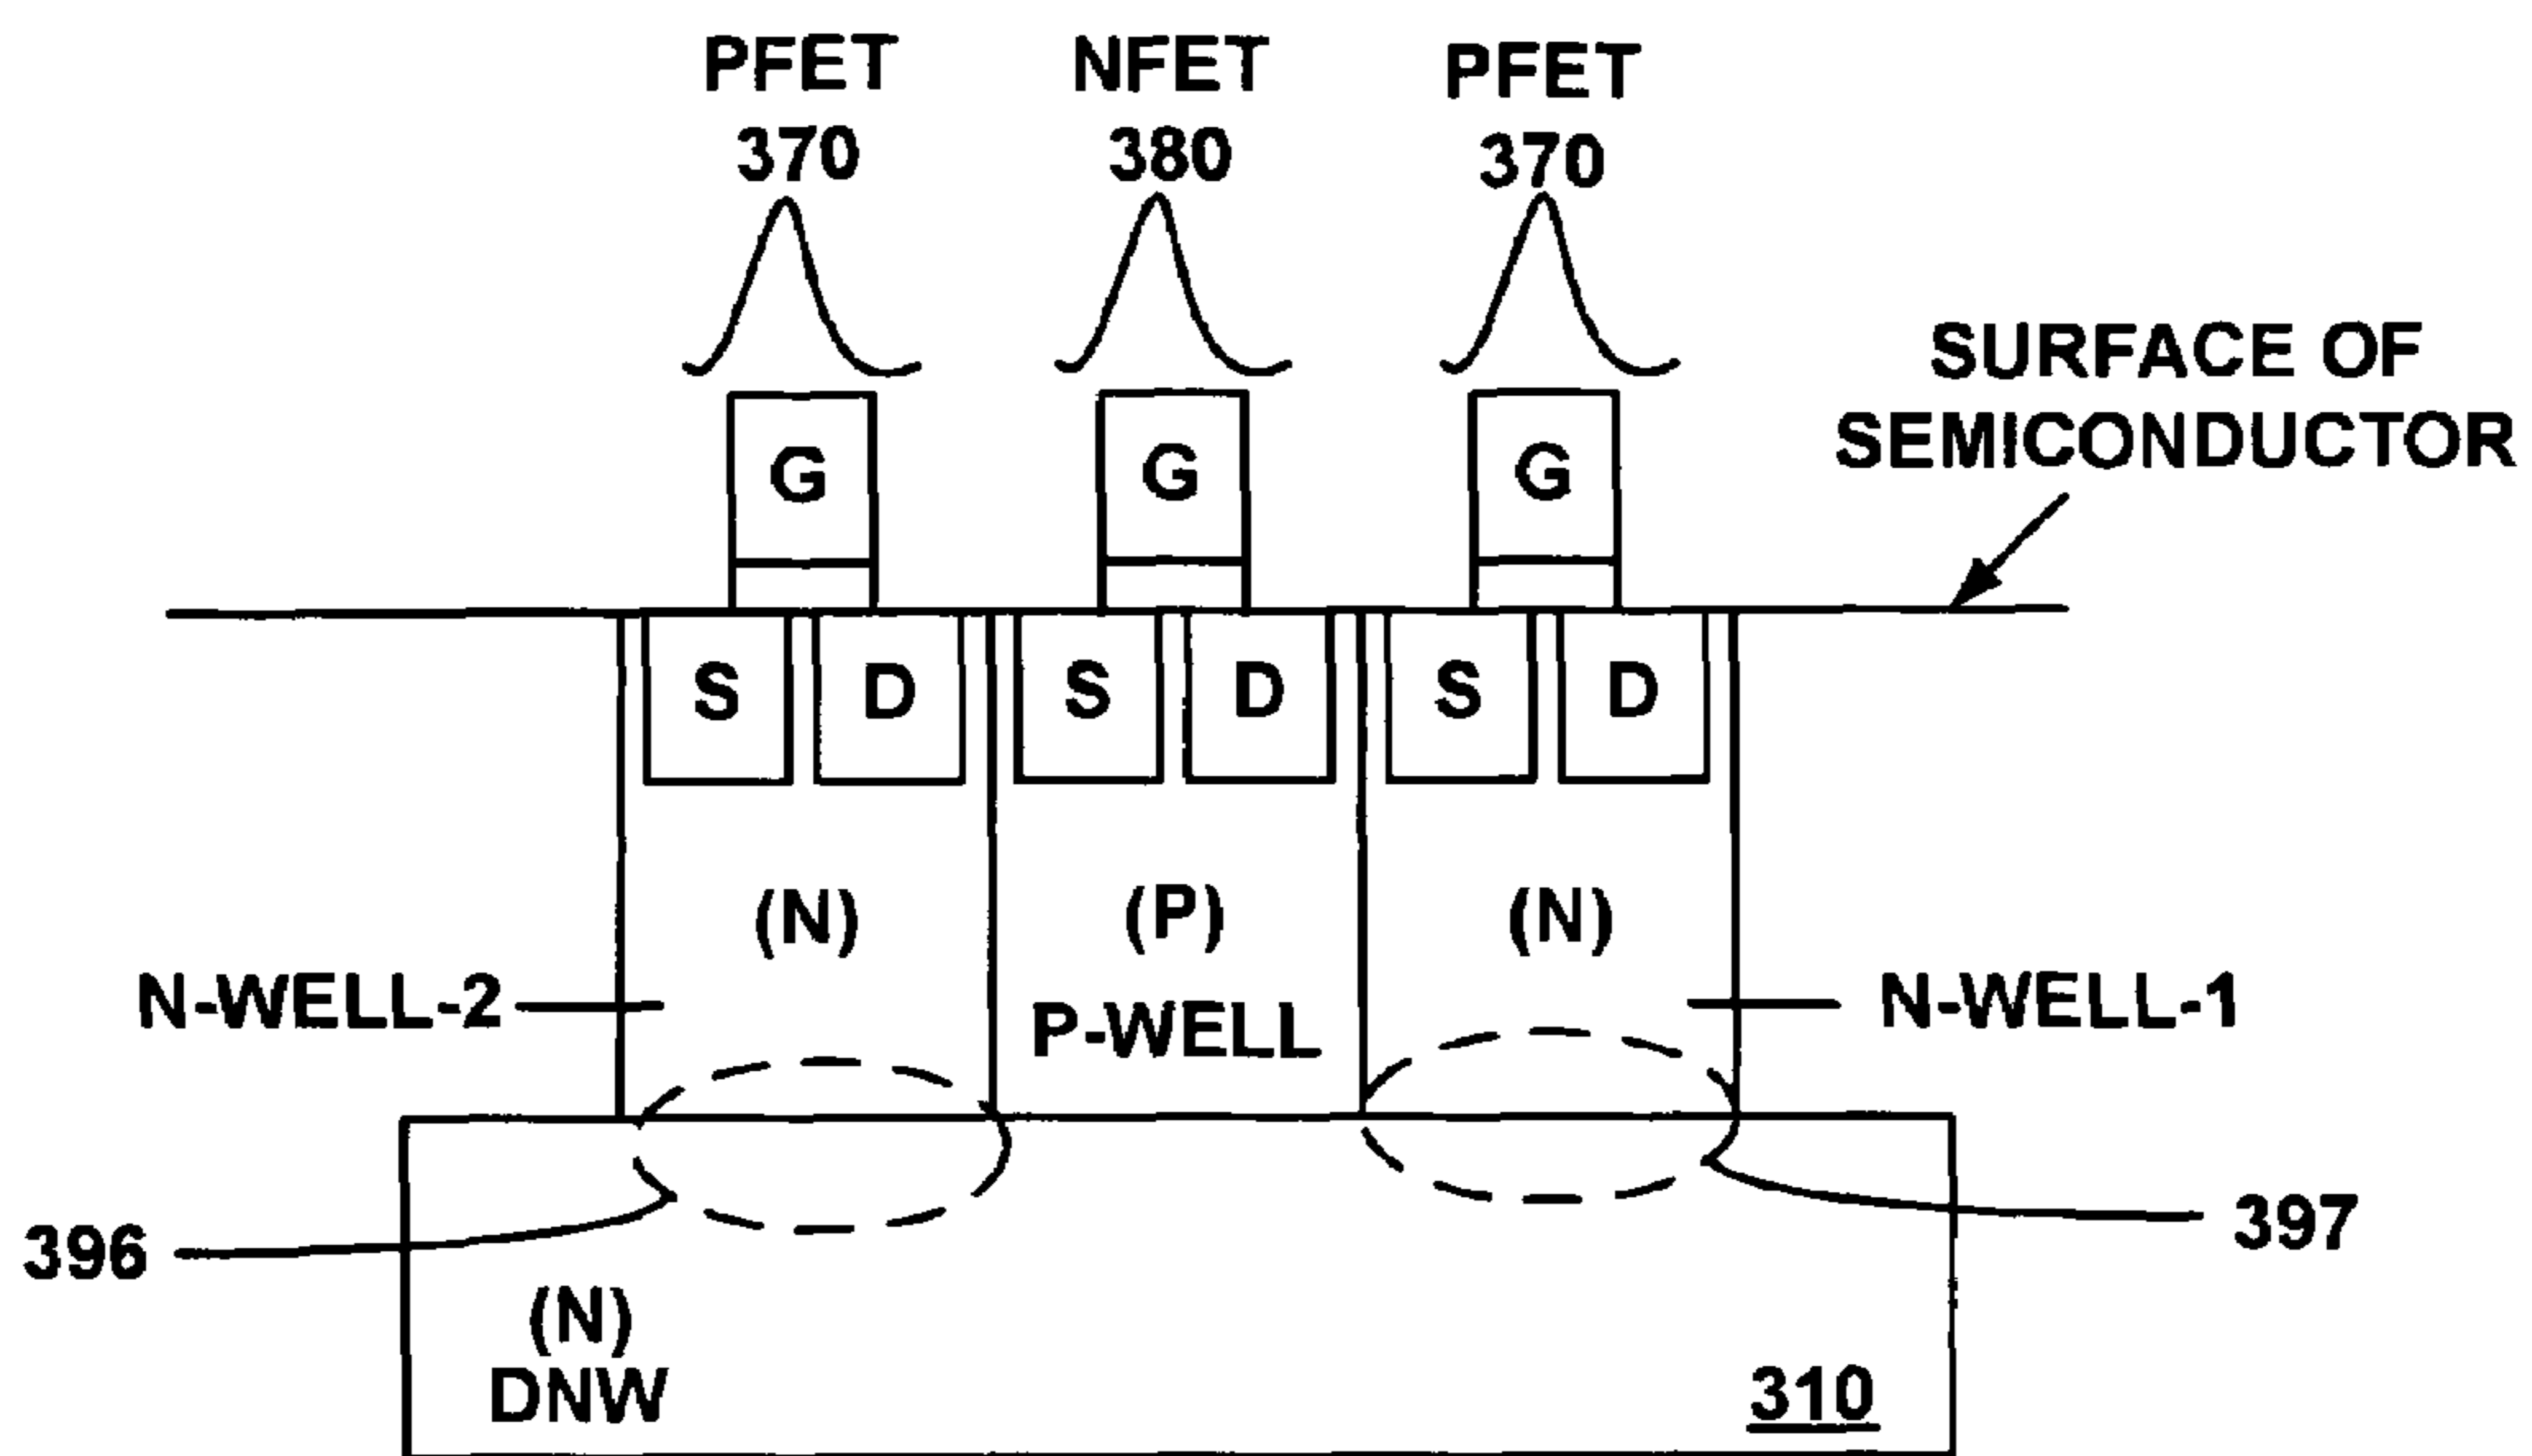 PFET
370
NFET
380
PFET
370
SURFACE OF
SEMICONDUCTOR
G
G
G
S
D
S
D
S
D
(N)
(P)
(N)
N-WELL-2
P-WELL
N-WELL-1
396
397
(N)
DNW
310